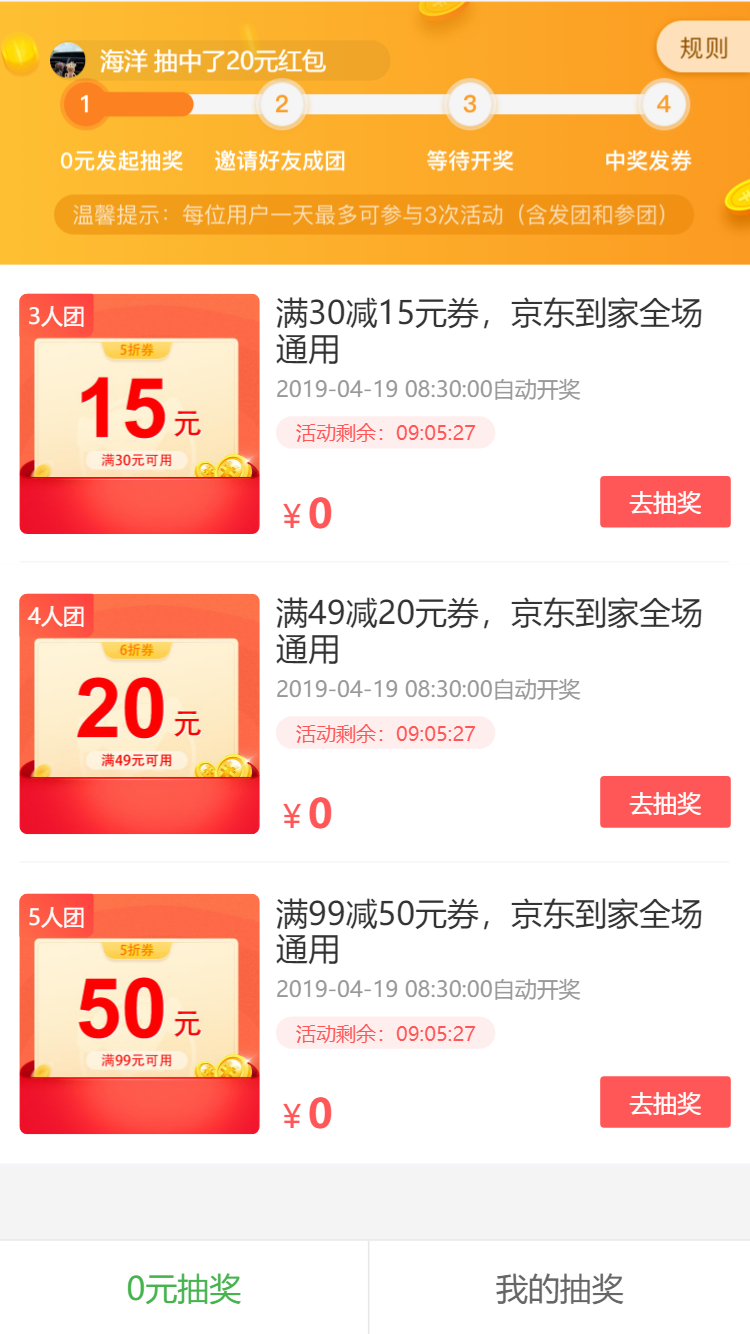 规则
海洋 抽中了20元红包
1 2 3 4
0元发起抽奖 邀请好友成团 等待开奖 中奖发券
温馨提示：每位用户一天最多可参与3次活动（含发团和参团）
3人团
5折券
15元
满30元可用
满30减15元券，京东到家全场
通用
2019-04-19 08:30:00自动开奖
活动剩余：09:05:27
¥0
去抽奖
4人团
6折券
20元
满49元可用
满49减20元券，京东到家全场
通用
2019-04-19 08:30:00自动开奖
活动剩余：09:05:27
¥0
去抽奖
5人团
5折券
50元
满99元可用
满99减50元券，京东到家全场
通用
2019-04-19 08:30:00自动开奖
活动剩余：09:05:27
¥0
去抽奖
0元抽奖 我的抽奖